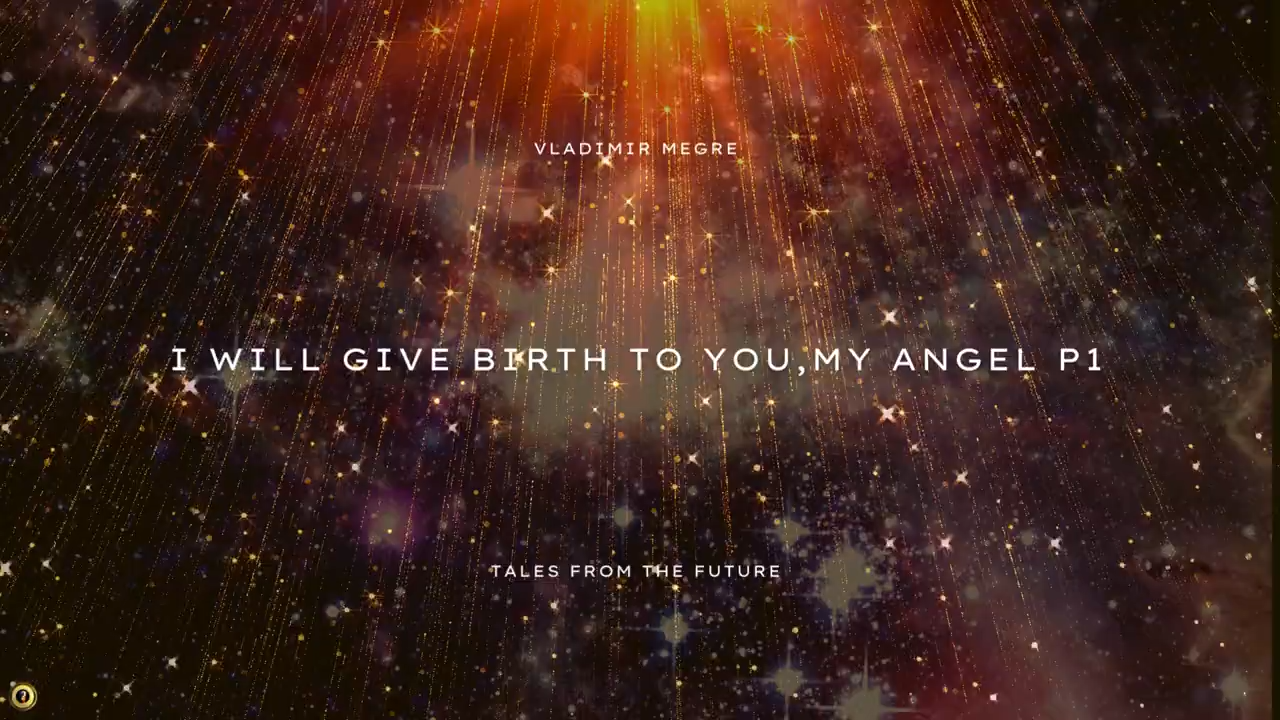 VLADIMIR MEGRE
I WILL GIVE BIRTH TO YOU,MY ANGEL P1
TALES FROM THE FUTURE